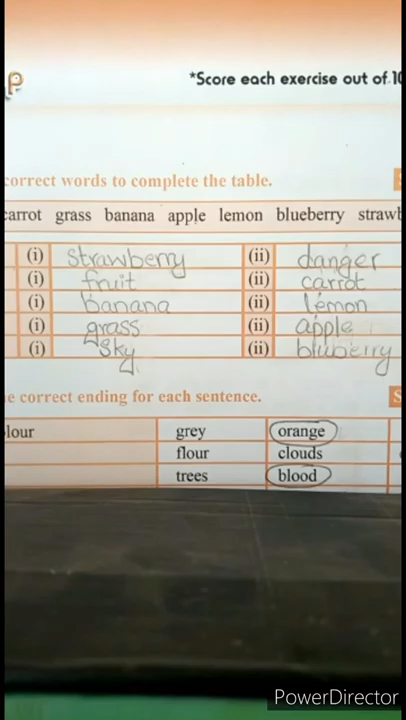 *Score each exercise out of 10
correct words to complete the table.
carrot grass banana apple lemon blueberry strawb
(i) strawberry (ii) danger
(i) fruit (ii) carrot
(i) banana (ii) lemon
(i) grass (ii) apple
(i) sky (ii) bluberry
e correct ending for each sentence. S
lour grey orange
flour clouds
trees blood
PowerDirector